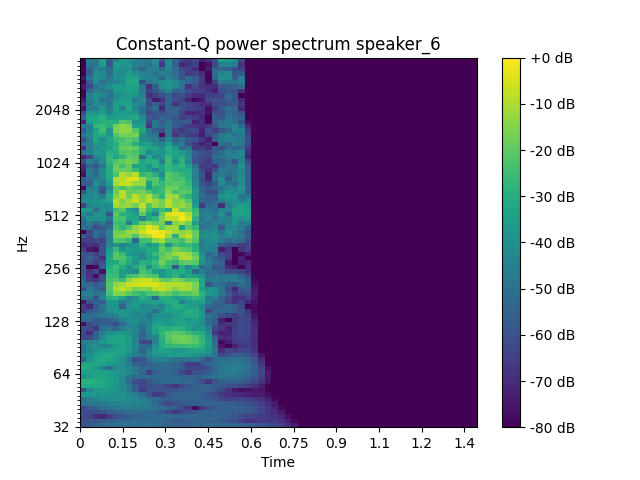 Constant-Q power spectrum speaker_6
+0 dB
-10 dB
-20 dB
-30 dB
-40 dB
-50 dB
-60 dB
-70 dB
-80 dB
Hz
2048
1024
512
256
128
64
32
0 0.15 0.3 0.45 0.6 0.75 0.9 1.1 1.2 1.4
Time